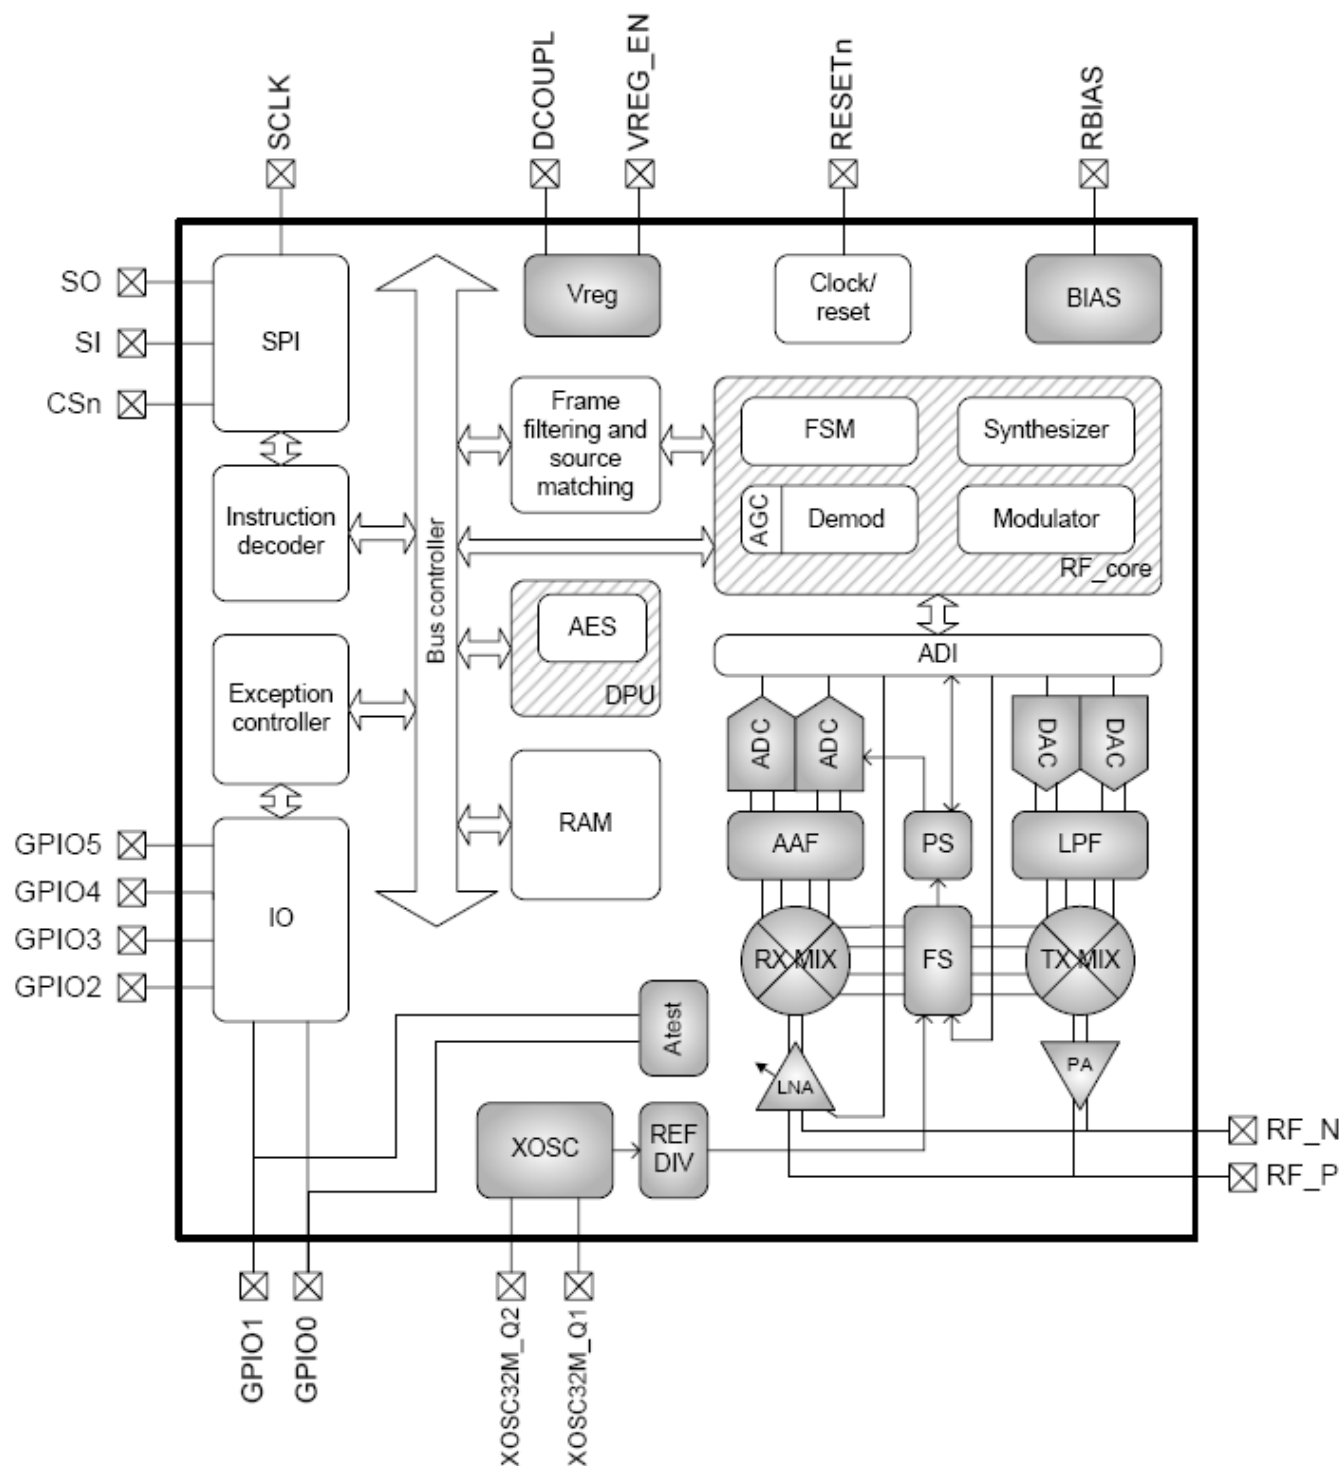 SCLK
DCOUPL
VREG_EN
RESETn
RBIAS
SO
SI
CSn
SPI
Vreg
Clock/
reset
BIAS
Frame
filtering and
source
matching
FSM
Synthesizer
AGC
Demod
Modulator
RF_core
Instruction
decoder
Bus controller
AES
DPU
ADI
Exception
controller
ADC
ADC
DAC
DAC
RAM
AAF
PS
LPF
GPIO5
GPIO4
GPIO3
GPIO2
IO
RX MIX
FS
TX MIX
Atest
LNA
PA
XOSC
REF
DIV
RF_N
RF_P
GPIO1
GPIO0
XOSC32M_Q2
XOSC32M_Q1